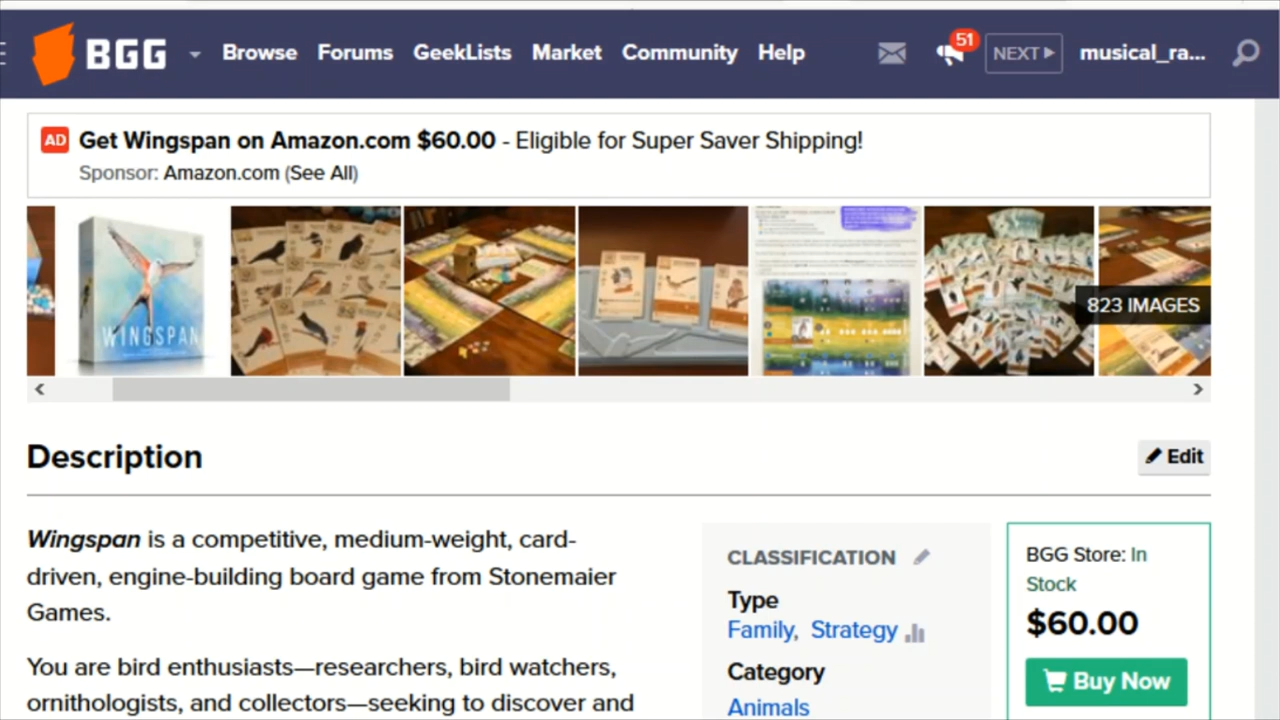 BGG Browse Forums GeekLists Market Community Help 51 NEXT musical_ra...
AD Get Wingspan on Amazon.com $60.00 - Eligible for Super Saver Shipping!
Sponsor: Amazon.com (See All)
WINGSPAN
823 IMAGES
Description
Edit
Wingspan is a competitive, medium-weight, card-
driven, engine-building board game from Stonemaier
Games.
You are bird enthusiasts—researchers, bird watchers,
ornithologists, and collectors—seeking to discover and
CLASSIFICATION
Type
Family, Strategy
Category
Animals
BGG Store: In
Stock
$60.00
Buy Now